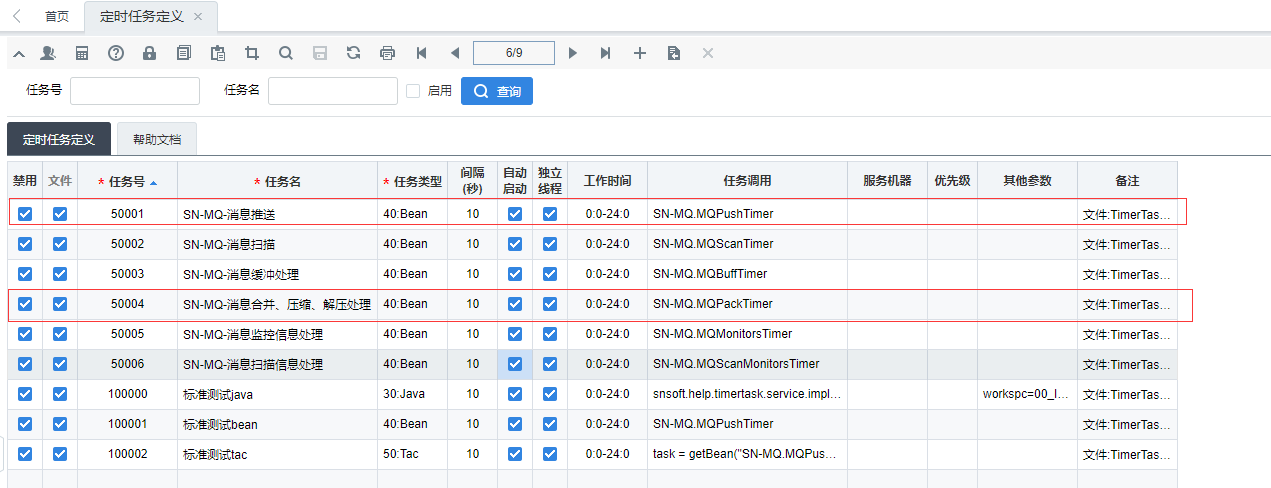 首页 定时任务定义
6/9
任务号 任务名 启用 查询
定时任务定义 帮助文档
禁用 文件 * 任务号 * 任务名 * 任务类型 间隔(秒) 自动启动 独立线程 工作时间 任务调用 服务机器 优先级 其他参数 备注
50001 SN-MQ-消息推送 40:Bean 10 0:0-24:0 SN-MQ.MQPushTimer 文件:TimerTas...
50002 SN-MQ-消息扫描 40:Bean 10 0:0-24:0 SN-MQ.MQScanTimer 文件:TimerTas...
50003 SN-MQ-消息缓冲处理 40:Bean 10 0:0-24:0 SN-MQ.MQBuffTimer 文件:TimerTas...
50004 SN-MQ-消息合并、压缩、解压处理 40:Bean 10 0:0-24:0 SN-MQ.MQPackTimer 文件:TimerTas...
50005 SN-MQ-消息监控信息处理 40:Bean 10 0:0-24:0 SN-MQ.MQMonitorsTimer 文件:TimerTas...
50006 SN-MQ-消息扫描信息处理 40:Bean 10 0:0-24:0 SN-MQ.MQScanMonitorsTimer 文件:TimerTas...
100000 标准测试java 30:Java 10 0:0-24:0 snsoft.help.timertask.service.impl... workspc=00_I... 文件:TimerTas...
100001 标准测试bean 40:Bean 10 0:0-24:0 SN-MQ.MQPushTimer 文件:TimerTas...
100002 标准测试tac 50:Tac 10 0:0-24:0 task = getBean("SN-MQ.MQPus... 文件:TimerTas...